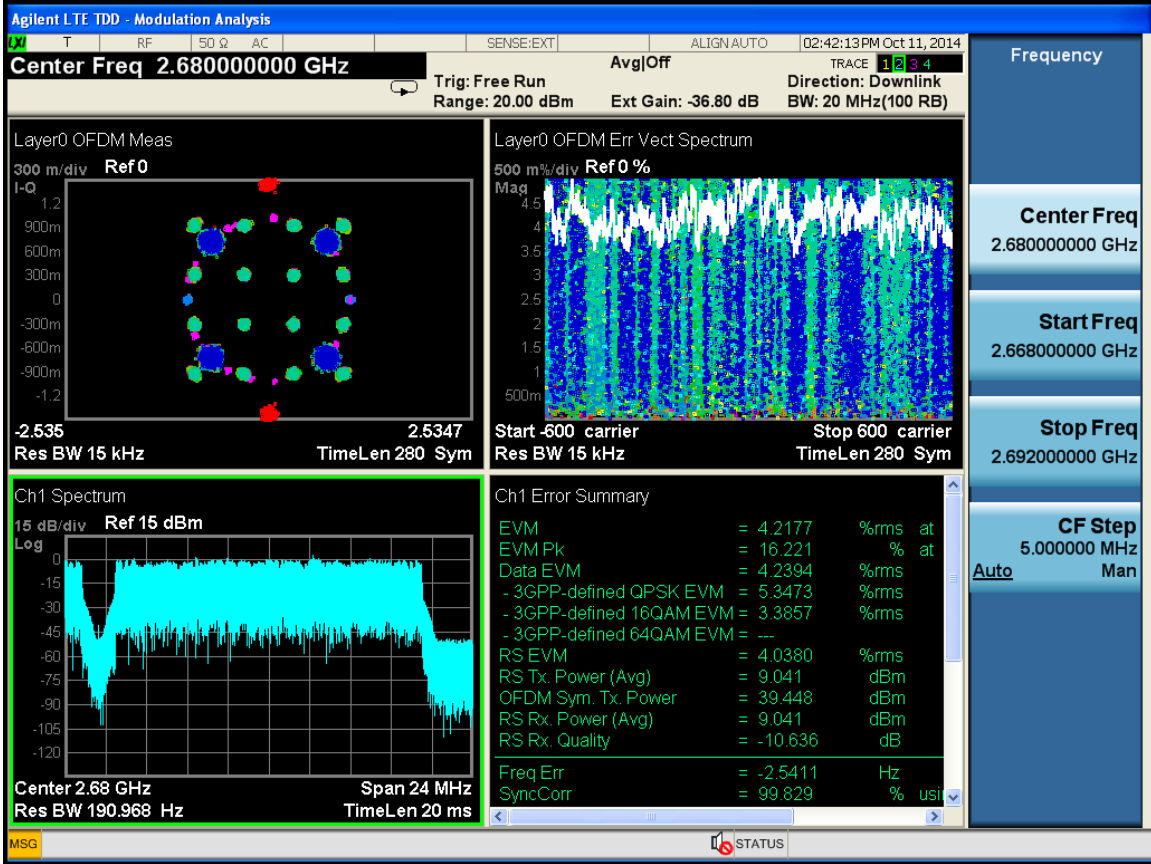 Agilent LTE TDD - Modulation Analysis
LXI T RF 50 Ω AC SENSE:EXT ALIGN AUTO 02:42:13 PM Oct 11, 2014
Center Freq 2.680000000 GHz
Avg|Off
TRACE 1 2 3 4
Trig: Free Run
Direction: Downlink
Range: 20.00 dBm Ext Gain: -36.80 dB BW: 20 MHz(100 RB)
Layer0 OFDM Meas
300 m/div Ref 0
I-Q
1.2
900m
600m
300m
0
-300m
-600m
-900m
-1.2
-2.535 2.5347
Res BW 15 kHz TimeLen 280 Sym
Layer0 OFDM Err Vect Spectrum
500 m%/div Ref 0 %
Mag
4.5
4
3.5
3
2.5
2
1.5
1
500m
Start -600 carrier Stop 600 carrier
Res BW 15 kHz TimeLen 280 Sym
Ch1 Spectrum
15 dB/div Ref 15 dBm
Log
0
-15
-30
-45
-60
-75
-90
-105
-120
Center 2.68 GHz Span 24 MHz
Res BW 190.968 Hz TimeLen 20 ms
Ch1 Error Summary
EVM = 4.2177 %rms at
EVM Pk = 16.221 % at
Data EVM = 4.2394 %rms
- 3GPP-defined QPSK EVM = 5.3473 %rms
- 3GPP-defined 16QAM EVM = 3.3857 %rms
- 3GPP-defined 64QAM EVM = ---
RS EVM = 4.0380 %rms
RS Tx. Power (Avg) = 9.041 dBm
OFDM Sym. Tx. Power = 39.448 dBm
RS Rx. Power (Avg) = 9.041 dBm
RS Rx. Quality = -10.636 dB
Freq Err = -2.5411 Hz
SyncCorr = 99.829 % usi
Frequency
Center Freq
2.680000000 GHz
Start Freq
2.668000000 GHz
Stop Freq
2.692000000 GHz
CF Step
5.000000 MHz
Auto Man
MSG STATUS